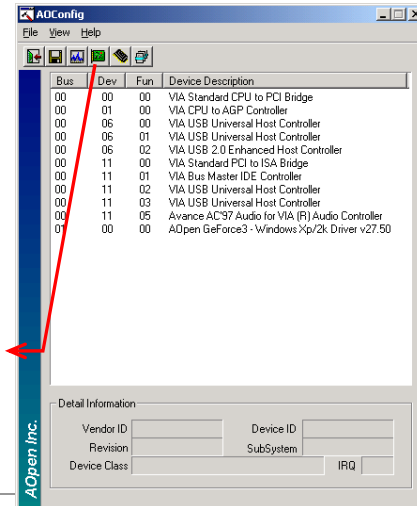 AOConfig
File View Help
Bus Dev Fun Device Description
00 00 00 VIA Standard CPU to PCI Bridge
00 01 00 VIA CPU to AGP Controller
00 06 00 VIA USB Universal Host Controller
00 06 01 VIA USB Universal Host Controller
00 06 02 VIA USB 2.0 Enhanced Host Controller
00 11 00 VIA Standard PCI to ISA Bridge
00 11 01 VIA Bus Master IDE Controller
00 11 02 VIA USB Universal Host Controller
00 11 03 VIA USB Universal Host Controller
00 11 05 Avance AC'97 Audio for VIA (R) Audio Controller
01 00 00 AOpen GeForce3 - Windows Xp/2k Driver v27.50
Detail Information
Vendor ID Device ID
Revision SubSystem
Device Class IRQ
AOpen Inc.